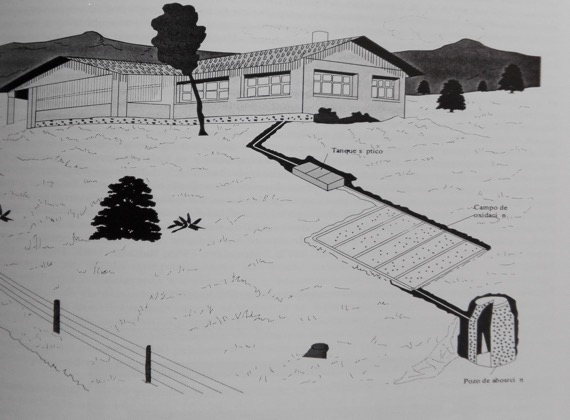 Tanque s ptico
Campo de
oxidaci n.
Pozo de absorci n